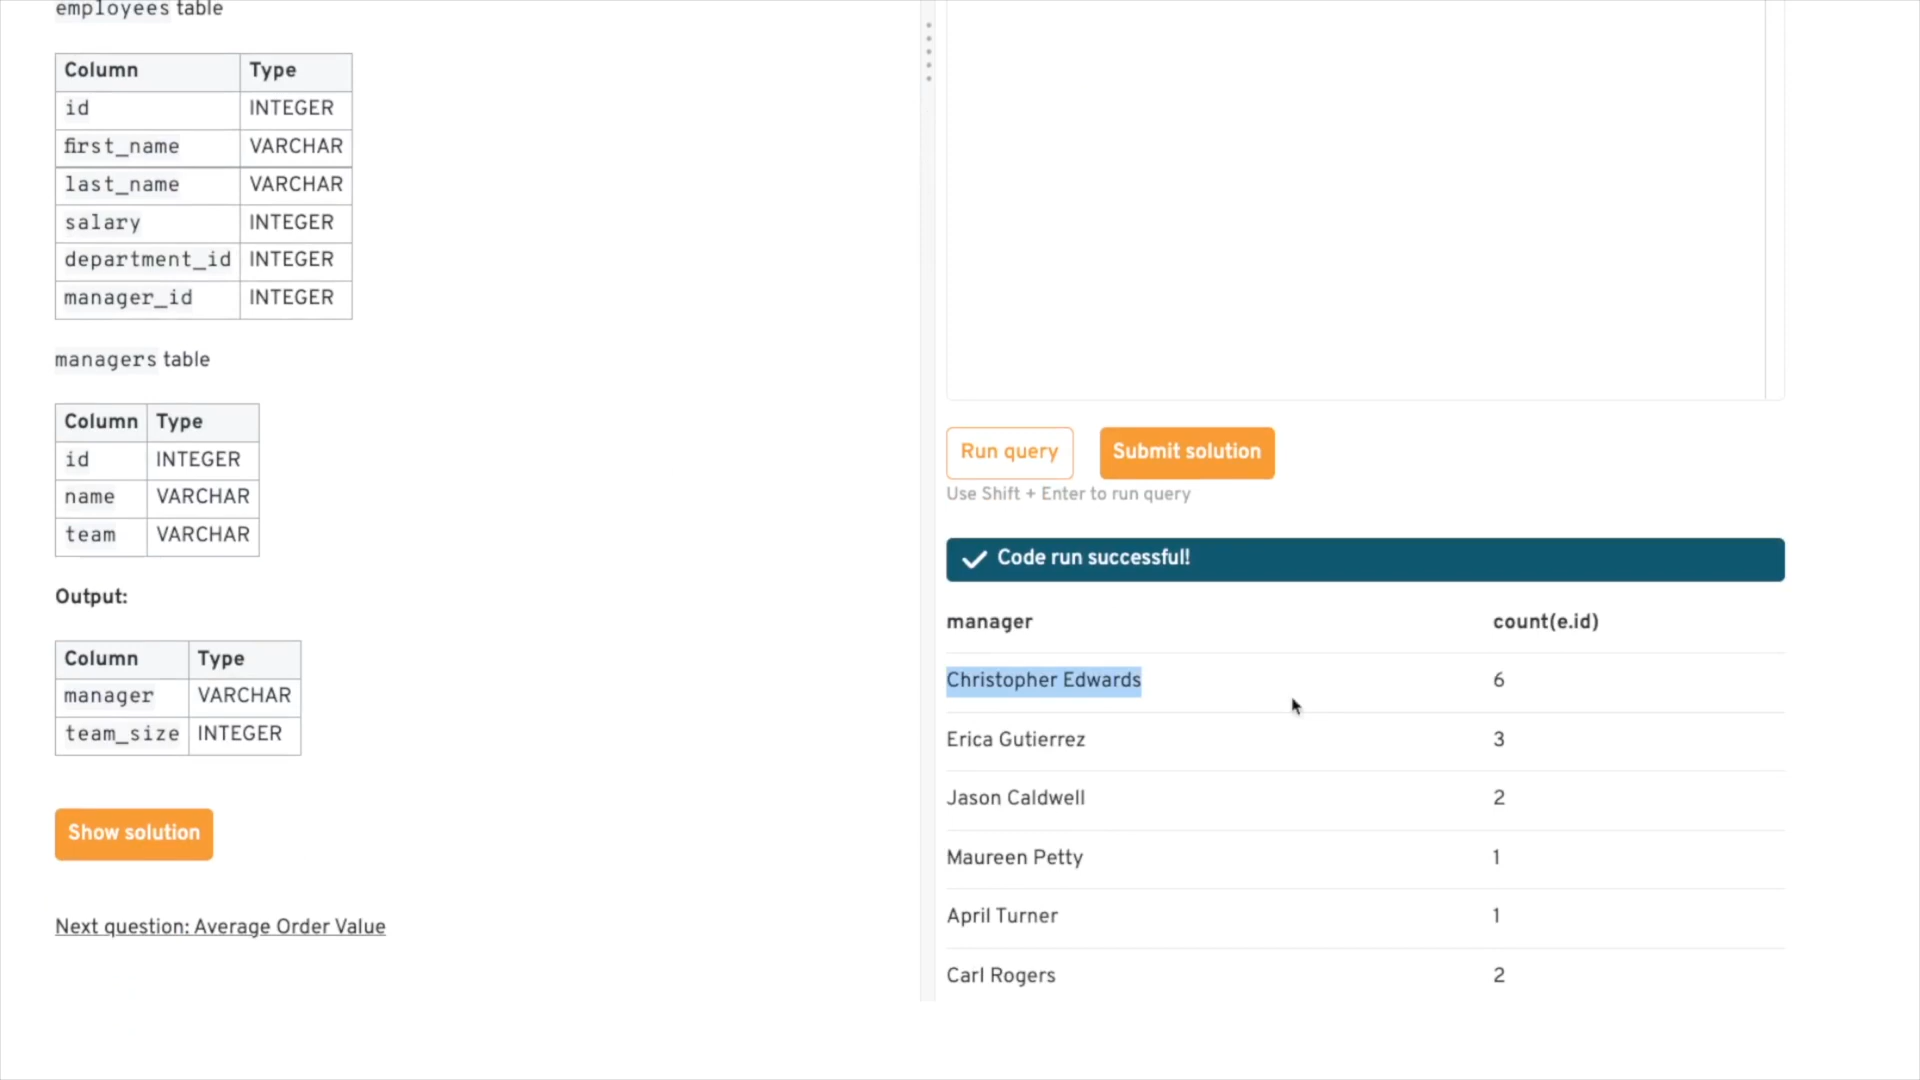 employees table
Column Type
id INTEGER
first_name VARCHAR
last_name VARCHAR
salary INTEGER
department_id INTEGER
manager_id INTEGER
managers table
Column Type
id INTEGER
name VARCHAR
team VARCHAR
Output:
Column Type
manager VARCHAR
team_size INTEGER
Show solution
Next question: Average Order Value
Run query Submit solution
Use Shift + Enter to run query
Code run successful!
manager count(e.id)
Christopher Edwards 6
Erica Gutierrez 3
Jason Caldwell 2
Maureen Petty 1
April Turner 1
Carl Rogers 2